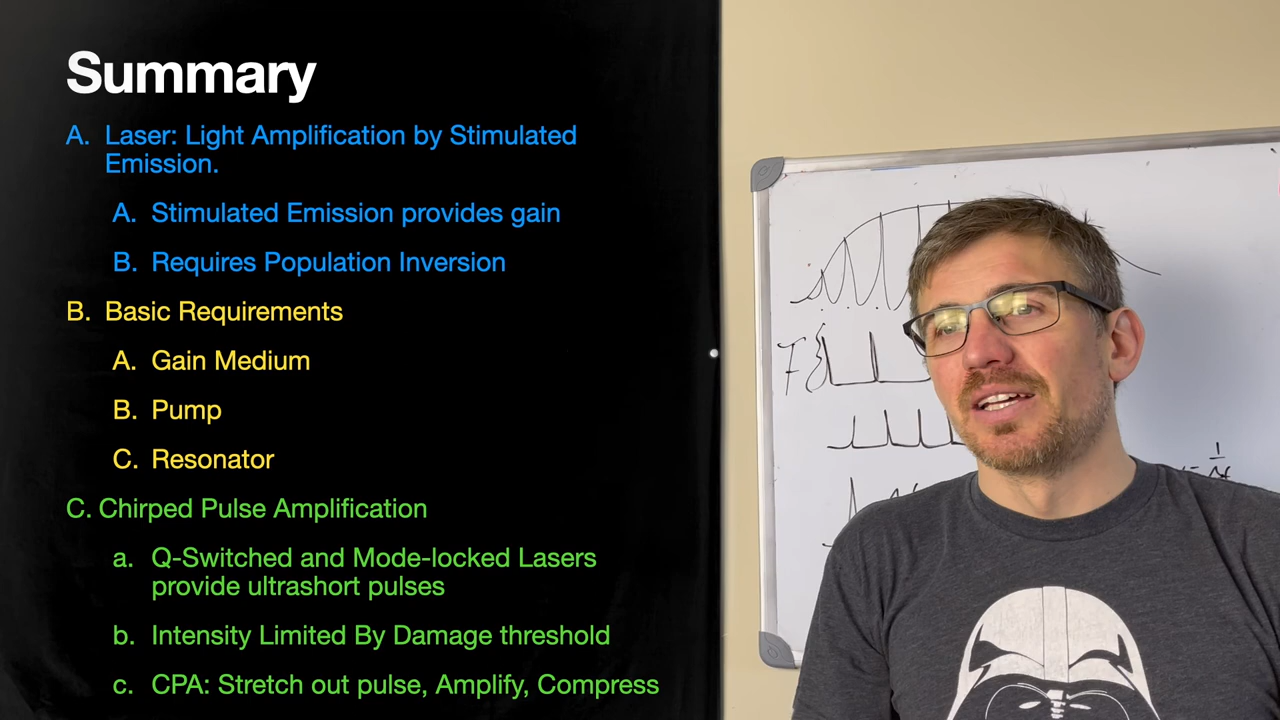 Summary
A. Laser: Light Amplification by Stimulated
Emission.
A. Stimulated Emission provides gain
B. Requires Population Inversion
B. Basic Requirements
A. Gain Medium
B. Pump
C. Resonator
C. Chirped Pulse Amplification
a. Q-Switched and Mode-locked Lasers
provide ultrashort pulses
b. Intensity Limited By Damage threshold
c. CPA: Stretch out pulse, Amplify, Compress
F{